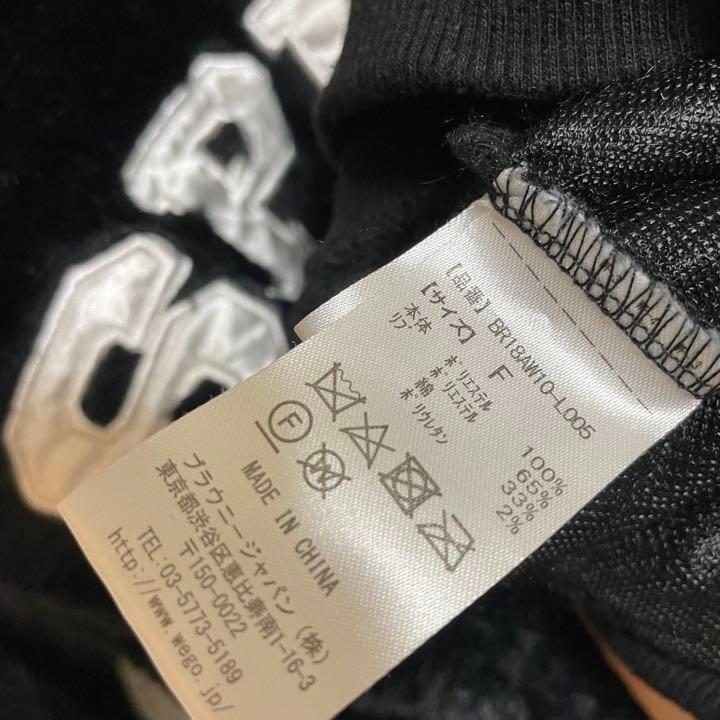 【品番】BR18AW10-L005
【サイズ】 F
本体 ポリエステル 100%
リブ ポリエステル 65%
綿 33%
ポリウレタン 2%
F
W
MADE IN CHINA
ブラウニージャパン(株)
東京都渋谷区恵比寿南1-16-3
〒150-0022
TEL:03-5773-5189
http://www.wego.jp/